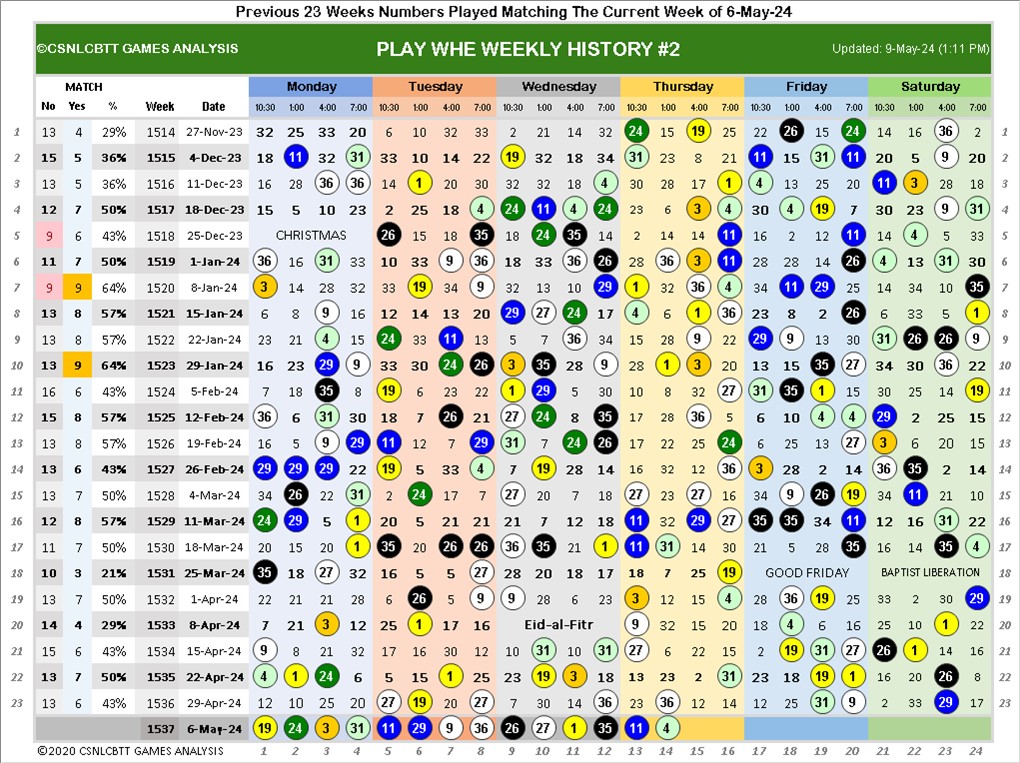 Previous 23 Weeks Numbers Played Matching The Current Week of 6-May-24
©CSNLCBTT GAMES ANALYSIS PLAY WHE WEEKLY HISTORY #2 Updated: 9-May-24 (1:11 PM)
MATCH Monday Tuesday Wednesday Thursday Friday Saturday
No Yes % Week Date 10:30 1:00 4:00 7:00 10:30 1:00 4:00 7:00 10:30 1:00 4:00 7:00 10:30 1:00 4:00 7:00 10:30 1:00 4:00 7:00 10:30 1:00 4:00 7:00
1 13 4 29% 1514 27-Nov-23 32 25 33 20 6 10 32 33 2 21 14 32 24 15 19 25 22 26 15 24 14 16 36 2 1
2 15 5 36% 1515 4-Dec-23 18 11 32 31 33 10 14 22 19 32 18 34 31 23 8 21 11 15 31 11 20 5 9 20 2
3 13 5 36% 1516 11-Dec-23 16 28 36 36 14 1 20 30 32 32 18 4 30 28 17 1 4 13 25 20 11 3 28 18 3
4 12 7 50% 1517 18-Dec-23 15 5 10 23 2 25 18 4 24 11 4 24 23 6 3 4 30 4 19 7 30 23 9 31 4
5 9 6 43% 1518 25-Dec-23 CHRISTMAS 26 15 18 35 18 24 35 14 2 14 14 11 16 2 12 11 14 4 5 33 5
6 11 7 50% 1519 1-Jan-24 36 16 31 33 10 33 9 36 18 33 36 26 28 36 3 11 28 28 14 26 4 13 31 30 6
7 9 9 64% 1520 8-Jan-24 3 14 28 32 33 19 34 9 32 13 10 29 1 32 36 4 34 11 29 25 14 34 10 35 7
8 13 8 57% 1521 15-Jan-24 6 8 9 16 12 14 13 20 29 27 24 17 4 6 1 36 23 8 2 26 6 33 5 1 8
9 13 8 57% 1522 22-Jan-24 23 21 4 15 24 33 11 13 5 7 36 34 13 22 9 22 29 9 13 30 31 26 26 9 9
10 13 9 64% 1523 29-Jan-24 16 23 29 9 33 30 24 26 3 35 28 9 28 1 3 20 10 15 35 27 34 30 36 22 10
11 16 6 43% 1524 5-Feb-24 7 18 35 8 19 6 23 22 1 29 5 30 10 8 32 27 31 35 1 15 30 25 14 19 11
12 15 8 57% 1525 12-Feb-24 36 6 31 30 18 7 26 21 27 24 8 35 17 28 36 5 6 10 4 4 29 2 25 15 12
13 13 8 57% 1526 19-Feb-24 16 5 9 29 11 12 7 29 31 7 24 26 17 22 25 24 6 25 13 27 3 6 20 15 13
14 13 6 43% 1527 26-Feb-24 29 29 29 22 19 5 33 4 7 19 28 14 16 32 12 36 3 28 2 14 36 35 2 14 14
15 13 7 50% 1528 4-Mar-24 34 26 22 31 2 24 7 8 27 20 7 18 27 23 27 16 34 9 26 19 34 11 21 10 15
16 12 8 57% 1529 11-Mar-24 24 29 5 1 20 5 21 21 21 7 12 18 11 32 29 27 35 35 34 11 12 16 31 22 16
17 11 7 50% 1530 18-Mar-24 20 15 20 1 35 20 26 26 36 35 21 1 11 31 14 30 21 5 28 35 16 14 35 4 17
18 10 3 21% 1531 25-Mar-24 35 18 27 32 16 5 5 27 28 20 18 17 18 7 25 19 GOOD FRIDAY BAPTIST LIBERATION 18
19 13 7 50% 1532 1-Apr-24 22 21 21 28 6 26 5 9 9 28 6 23 3 12 15 4 28 36 19 25 33 2 30 29 19
20 14 4 29% 1533 8-Apr-24 7 21 3 12 25 1 17 16 Eid-al-Fitr 9 32 15 20 18 4 6 16 25 10 1 22 20
21 15 6 43% 1534 15-Apr-24 9 8 21 32 17 16 30 12 10 31 12 31 27 6 22 15 2 19 31 27 26 1 14 16 21
22 13 7 50% 1535 22-Apr-24 4 1 24 6 5 15 1 25 23 19 3 18 13 23 2 31 23 18 19 1 16 20 26 8 22
23 13 6 43% 1536 29-Apr-24 20 14 23 22 27 19 20 27 7 30 14 36 23 36 12 14 12 14 31 9 2 33 29 17 23
1537 6-May-24 19 24 3 31 11 29 9 36 26 27 1 35 11 4
©2020 CSNLCBTT GAMES ANALYSIS 1 2 3 4 5 6 7 8 9 10 11 12 13 14 15 16 17 18 19 20 21 22 23 24